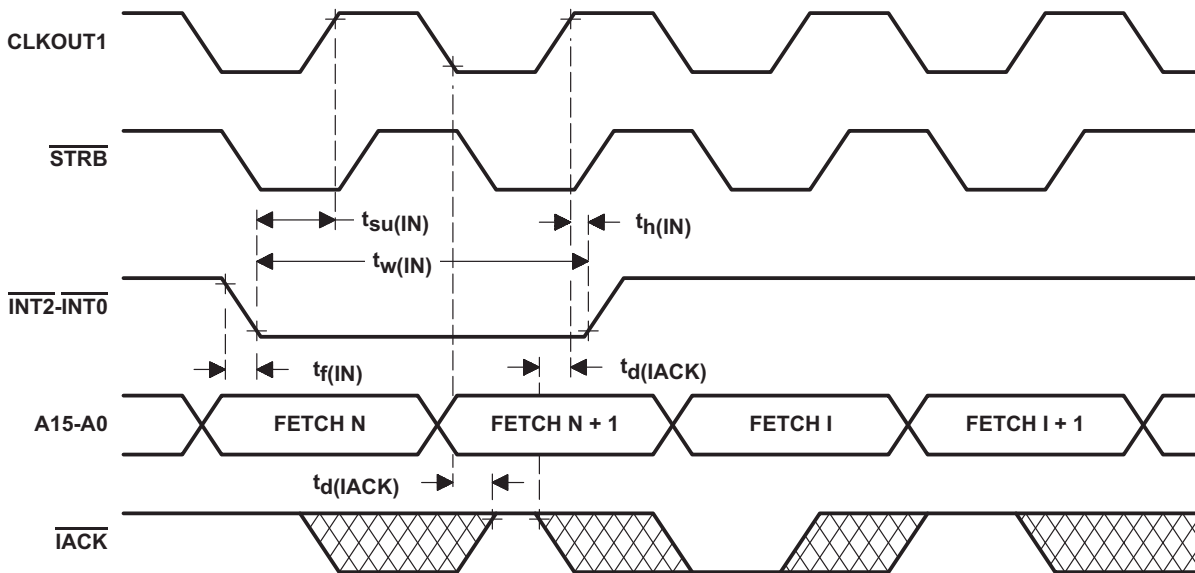 CLKOUT1
STRB
tsu(IN)
th(IN)
tw(IN)
INT2-INT0
tf(IN)
td(IACK)
A15-A0
FETCH N
FETCH N + 1
FETCH I
FETCH I + 1
td(IACK)
IACK